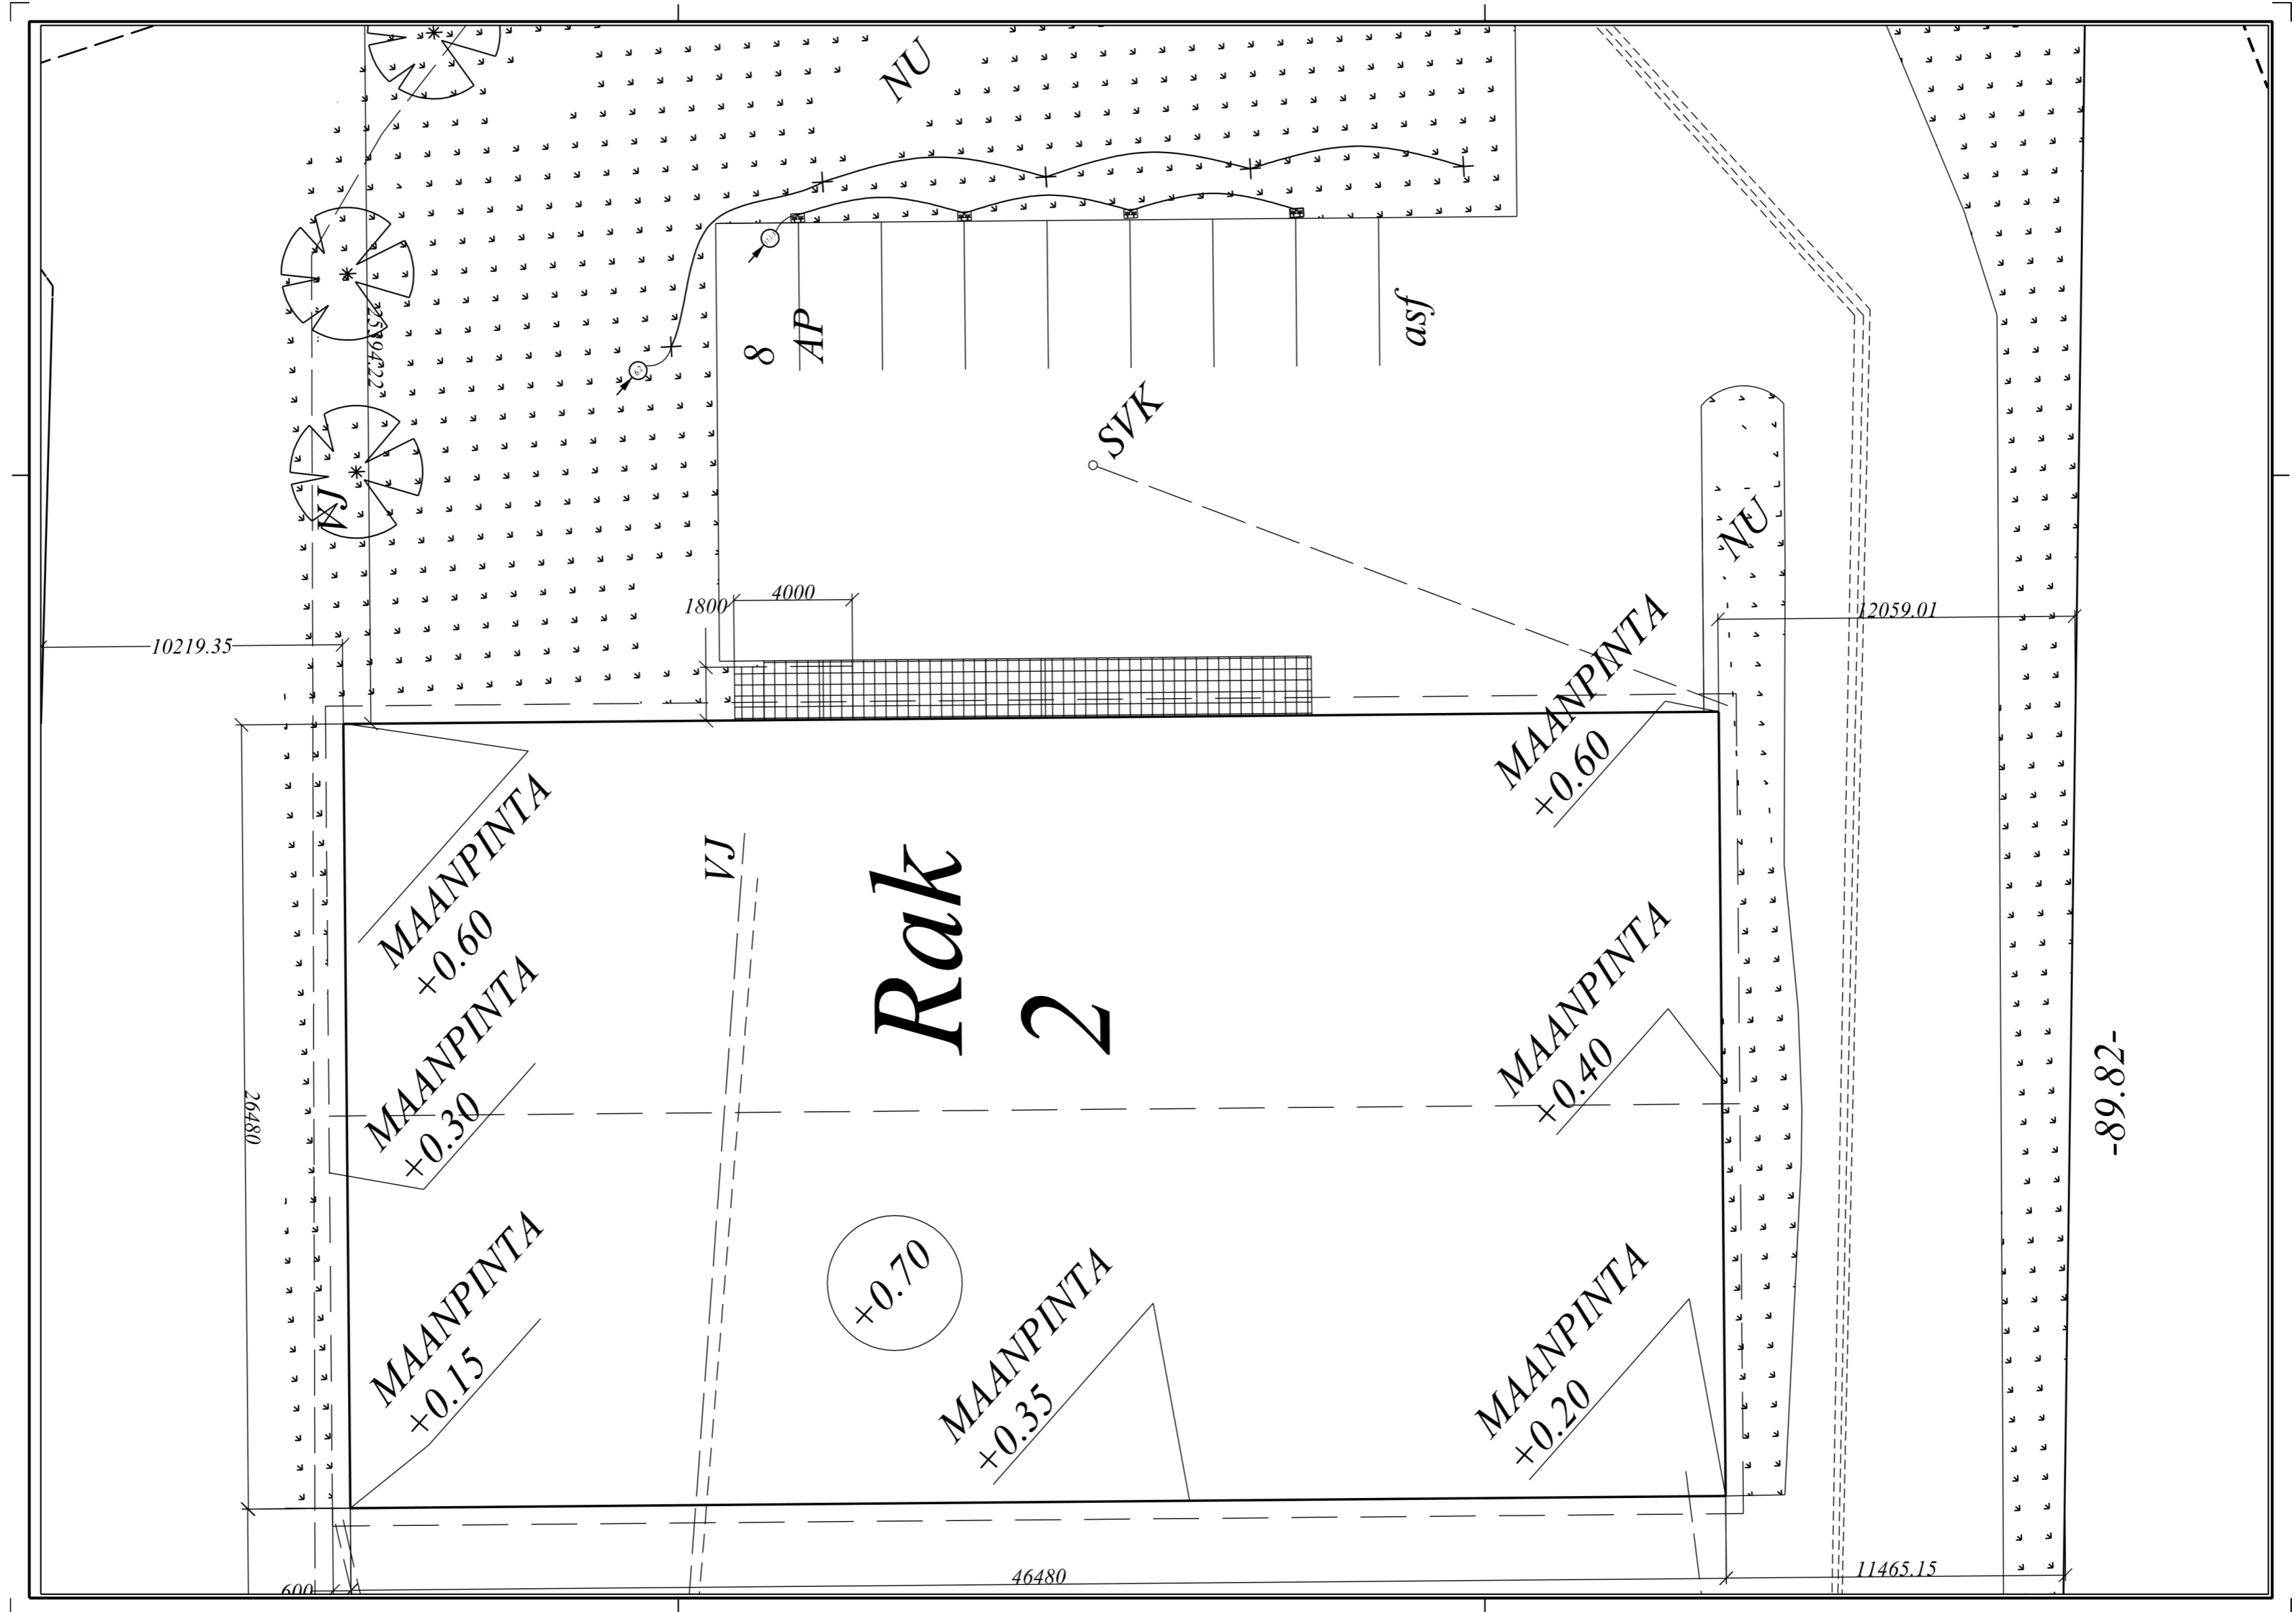 NU
25394.22
8
AP
asf
SVK
VJ
NU
1800
4000
12059.01
10219.35
MAANPINTA
+0.60
MAANPINTA
+0.60
VJ
Rak
2
MAANPINTA
+0.30
MAANPINTA
+0.40
26480
-89.82-
MAANPINTA
+0.15
+0.70
MAANPINTA
+0.35
MAANPINTA
+0.20
600
46480
11465.15